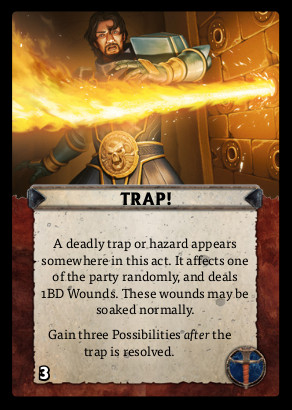 TRAP!
A deadly trap or hazard appears
somewhere in this act. It affects one
of the party randomly, and deals
1BD Wounds. These wounds may be
soaked normally.
Gain three Possibilities after the
trap is resolved.
3